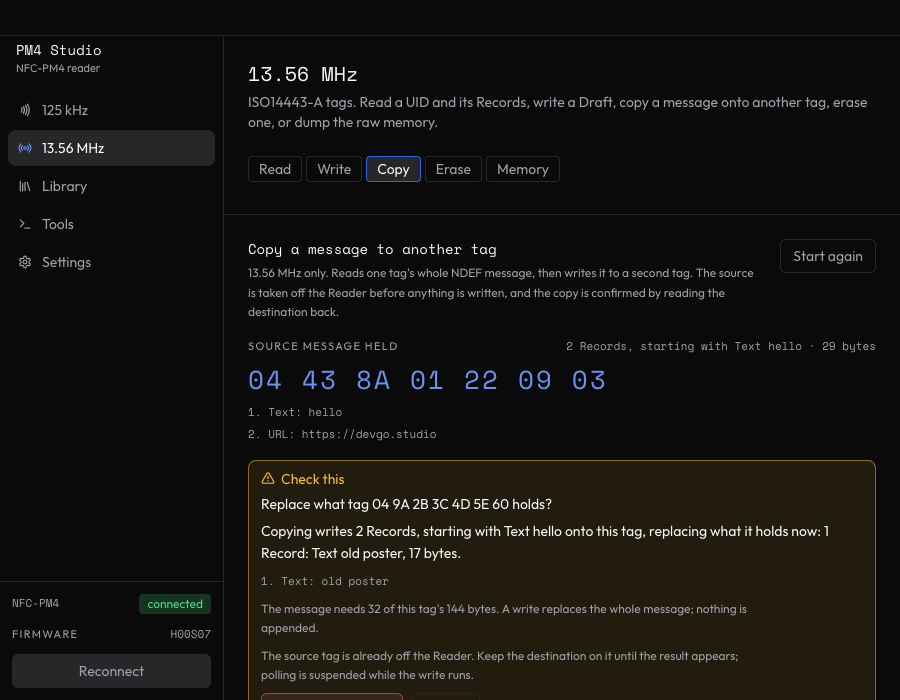 PM4 Studio
NFC-PM4 reader
125 kHz
13.56 MHz
Library
Tools
Settings
NFC-PM4
connected
FIRMWARE
H00S07
Reconnect
13.56 MHz
ISO14443-A tags. Read a UID and its Records, write a Draft, copy a message onto another tag, erase
one, or dump the raw memory.
Read
Write
Copy
Erase
Memory
Copy a message to another tag
Start again
13.56 MHz only. Reads one tag's whole NDEF message, then writes it to a second tag. The source
is taken off the Reader before anything is written, and the copy is confirmed by reading the
destination back.
SOURCE MESSAGE HELD
2 Records, starting with Text hello · 29 bytes
04 43 8A 01 22 09 03
1. Text: hello
2. URL: https://devgo.studio
Check this
Replace what tag 04 9A 2B 3C 4D 5E 60 holds?
Copying writes 2 Records, starting with Text hello onto this tag, replacing what it holds now: 1
Record: Text old poster, 17 bytes.
1. Text: old poster
The message needs 32 of this tag's 144 bytes. A write replaces the whole message; nothing is
appended.
The source tag is already off the Reader. Keep the destination on it until the result appears;
polling is suspended while the write runs.